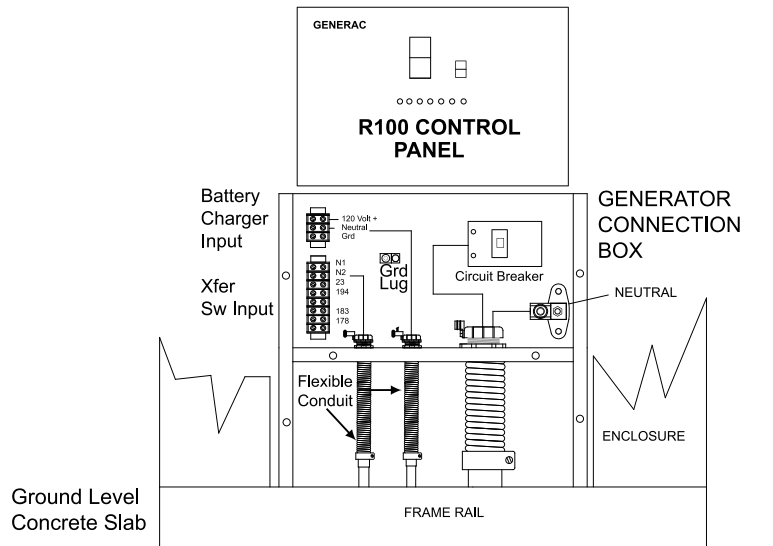 GENERAC
R100 CONTROL
PANEL
Battery
Charger
Input
120 Volt +
Neutral
Grd
GENERATOR
CONNECTION
BOX
Xfer
Sw Input
N1
N2
23
194
183
178
Grd
Lug
Circuit Breaker
NEUTRAL
Flexible
Conduit
ENCLOSURE
Ground Level
Concrete Slab
FRAME RAIL